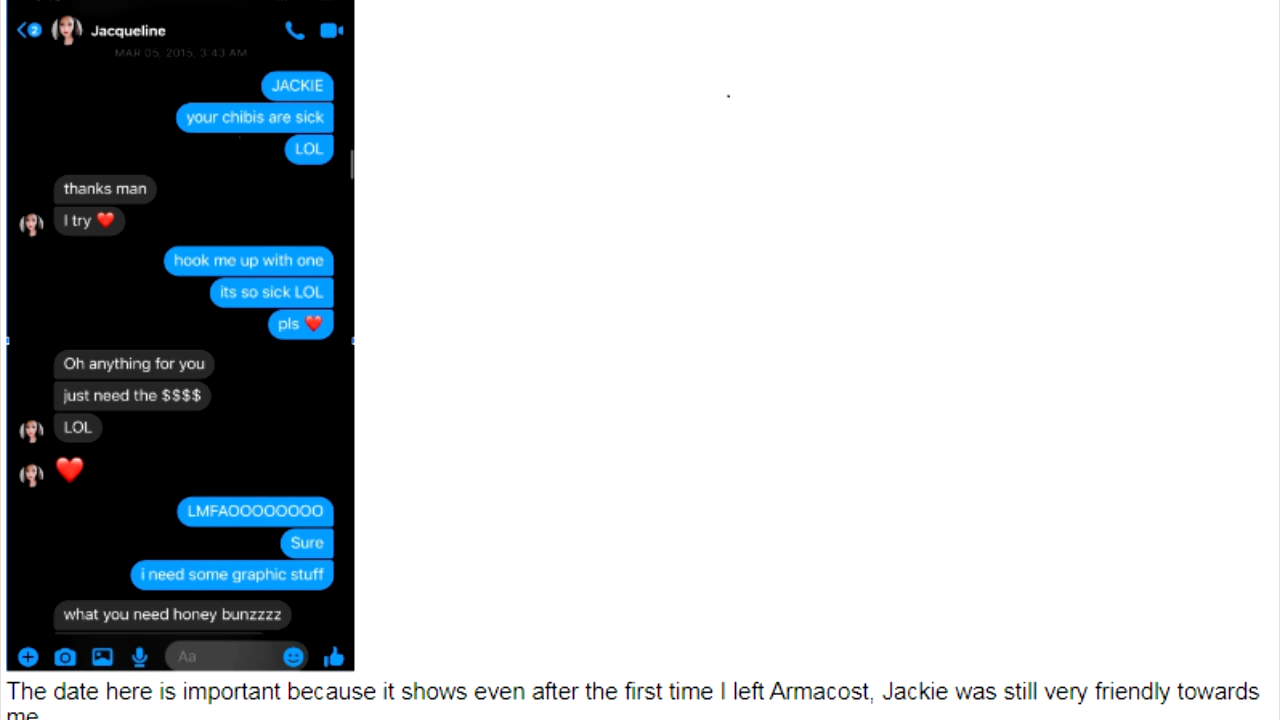 2
Jacqueline
MAR 05, 2015, 3:43 AM
JACKIE
your chibis are sick
LOL
thanks man
I try ❤️
hook me up with one
its so sick LOL
pls ❤️
Oh anything for you
just need the $$$$
LOL
❤️
LMFAOOOOOOOO
Sure
i need some graphic stuff
what you need honey bunzzzz
Aa
The date here is important because it shows even after the first time I left Armacost, Jackie was still very friendly towards
me